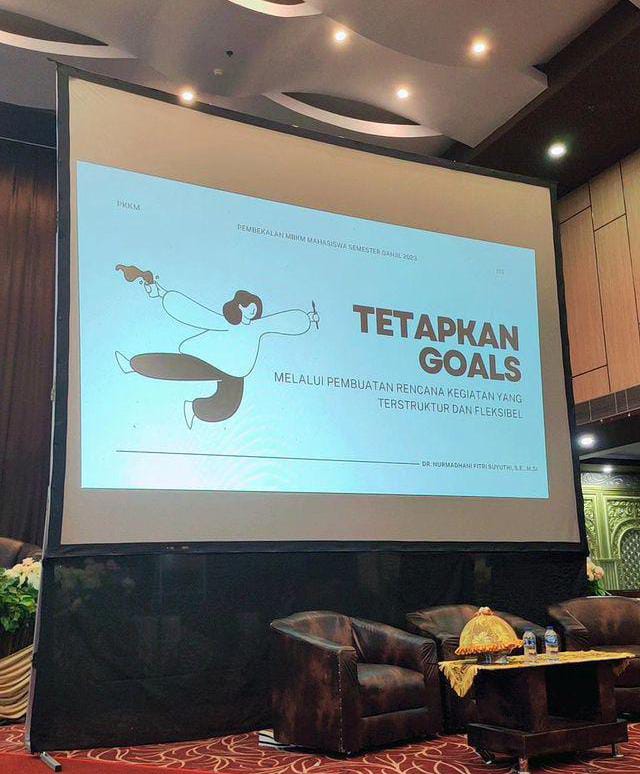 PKKM
PEMBEKALAN MBKM MAHASISWA SEMESTER GANJIL 2023
TETAPKAN
GOALS
MELALUI PEMBUATAN RENCANA KEGIATAN YANG
TERSTRUKTUR DAN FLEKSIBEL
DR. NURMADHANI FITRI SUYUTHI, S.E., M.SI